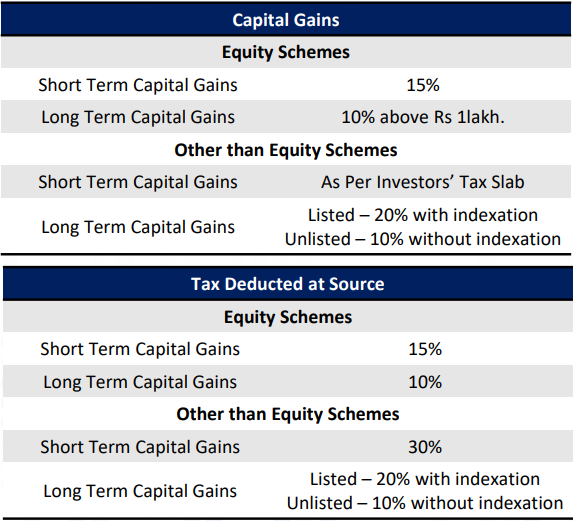 Capital Gains
Equity Schemes
Short Term Capital Gains 15%
Long Term Capital Gains 10% above Rs 1lakh.
Other than Equity Schemes
Short Term Capital Gains As Per Investors’ Tax Slab
Long Term Capital Gains Listed – 20% with indexation
Unlisted – 10% without indexation
Tax Deducted at Source
Equity Schemes
Short Term Capital Gains 15%
Long Term Capital Gains 10%
Other than Equity Schemes
Short Term Capital Gains 30%
Long Term Capital Gains Listed – 20% with indexation
Unlisted – 10% without indexation